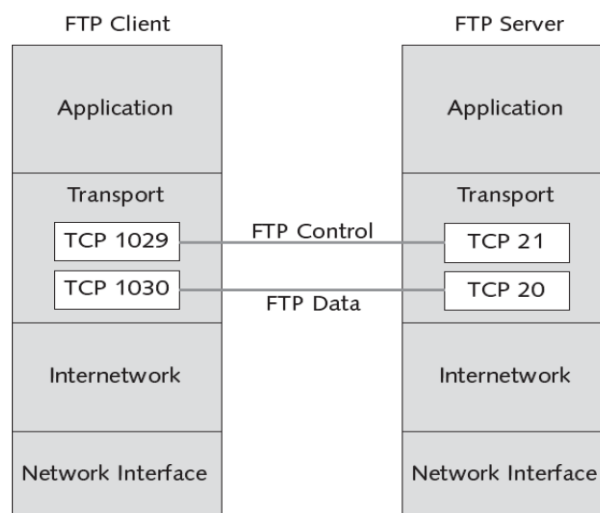 FTP Client
FTP Server
Application
Application
Transport
Transport
TCP 1029
FTP Control
TCP 21
TCP 1030
FTP Data
TCP 20
Internetwork
Internetwork
Network Interface
Network Interface